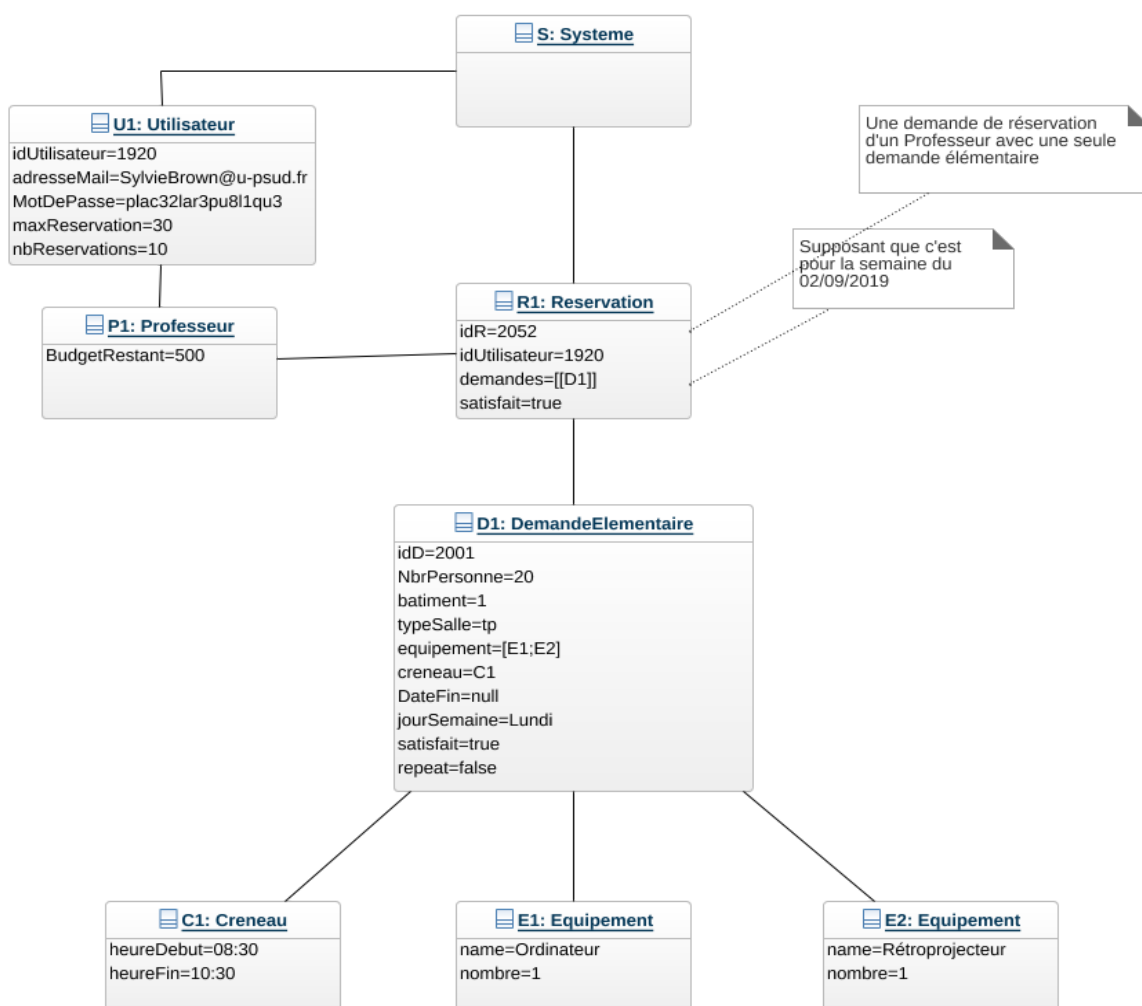 S: Systeme
U1: Utilisateur
idUtilisateur=1920
adresseMail=SylvieBrown@u-psud.fr
MotDePasse=plac32lar3pu8l1qu3
maxReservation=30
nbReservations=10
Une demande de réservation
d'un Professeur avec une seule
demande élémentaire
Supposant que c'est
pour la semaine du
02/09/2019
P1: Professeur
BudgetRestant=500
R1: Reservation
idR=2052
idUtilisateur=1920
demandes=[[D1]]
satisfait=true
D1: DemandeElementaire
idD=2001
NbrPersonne=20
batiment=1
typeSalle=tp
equipement=[E1;E2]
creneau=C1
DateFin=null
jourSemaine=Lundi
satisfait=true
repeat=false
C1: Creneau
heureDebut=08:30
heureFin=10:30
E1: Equipement
name=Ordinateur
nombre=1
E2: Equipement
name=Rétroprojecteur
nombre=1